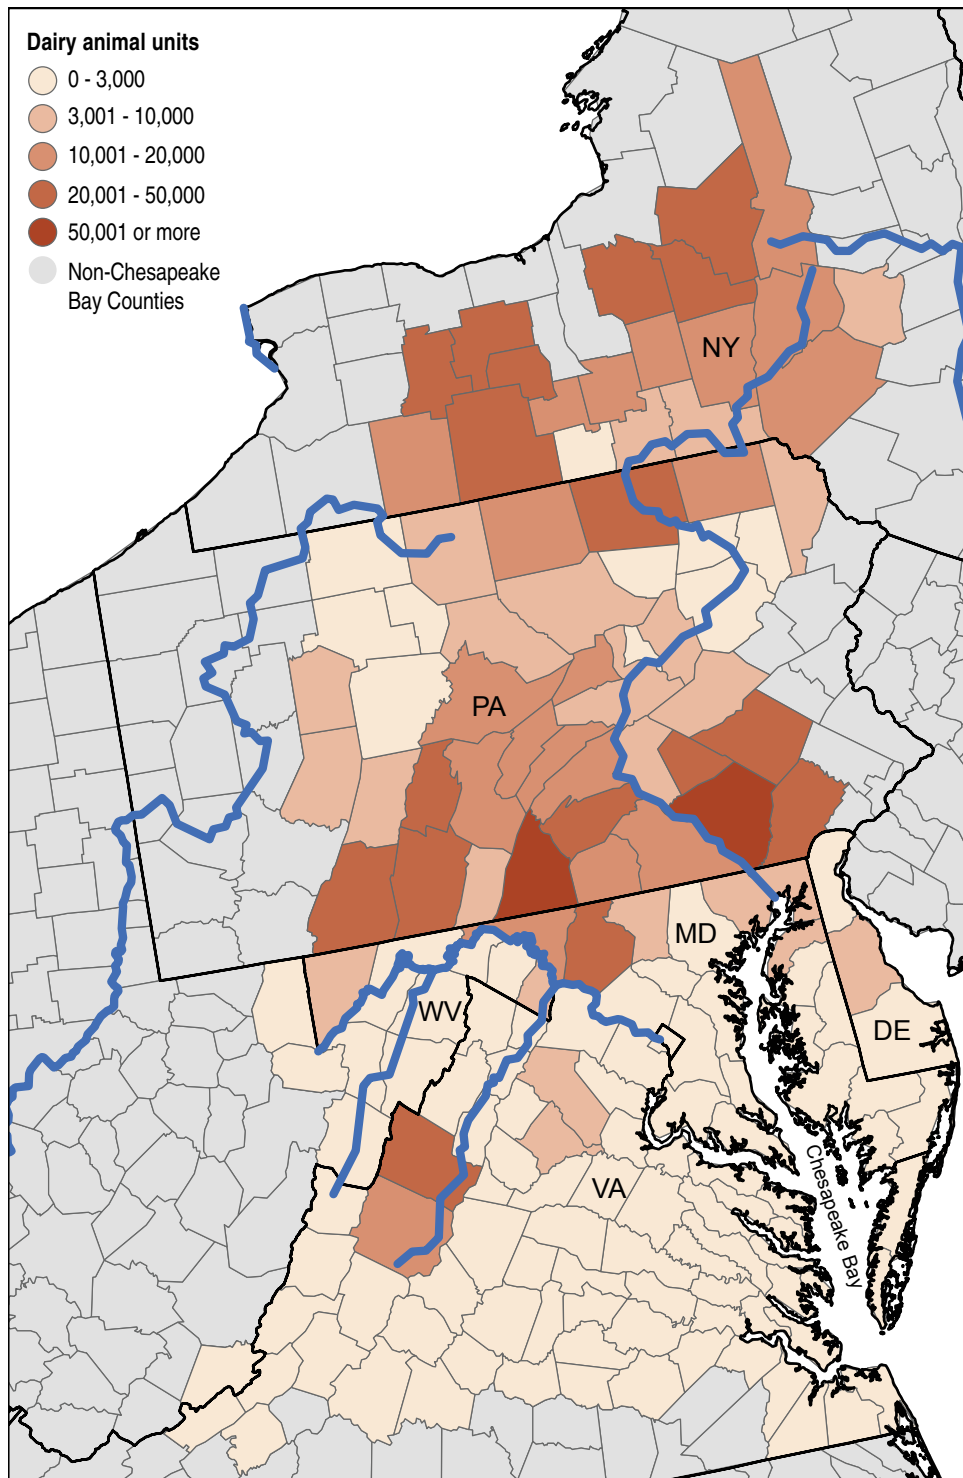 Dairy animal units
0 - 3,000
3,001 - 10,000
10,001 - 20,000
20,001 - 50,000
50,001 or more
Non-Chesapeake
Bay Counties
NY
PA
MD
WV
DE
VA
Chesapeake Bay